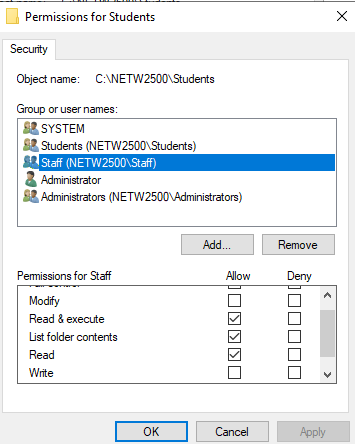 Permissions for Students
Security
Object name: C:\NETW2500\Students
Group or user names:
SYSTEM
Students (NETW2500\Students)
Staff (NETW2500\Staff)
Administrator
Administrators (NETW2500\Administrators)
Add... Remove
Permissions for Staff Allow Deny
Modify
Read & execute
List folder contents
Read
Write
OK Cancel Apply